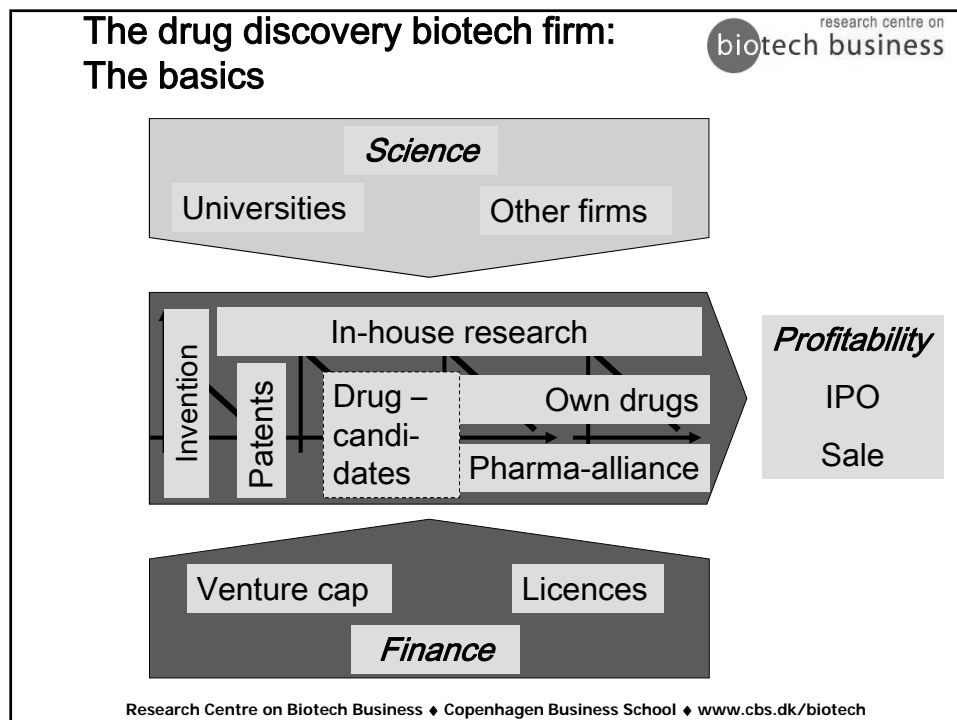 The drug discovery biotech firm:
The basics
research centre on
biotech business
Science
Universities
Other firms
Invention
Patents
In-house research
Drug –
candi-
dates
Own drugs
Pharma-alliance
Profitability
IPO
Sale
Venture cap
Licences
Finance
Research Centre on Biotech Business ♦ Copenhagen Business School ♦ www.cbs.dk/biotech